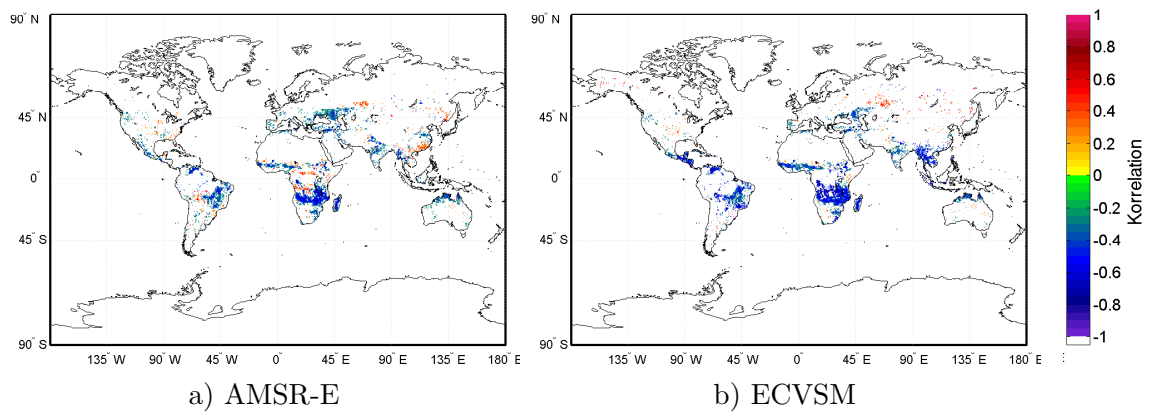 90° N 90° N 1
0.8
0.6
45° N 45° N 0.4
0.2
0° 0° 0 Korrelation
-0.2
45° S 45° S -0.4
-0.6
-0.8
90° S 90° S -1
135° W 90° W 45° W 0° 45° E 90° E 135° E 180° E 135° W 90° W 45° W 0° 45° E 90° E 135° E 180° E
a) AMSR-E b) ECVSM